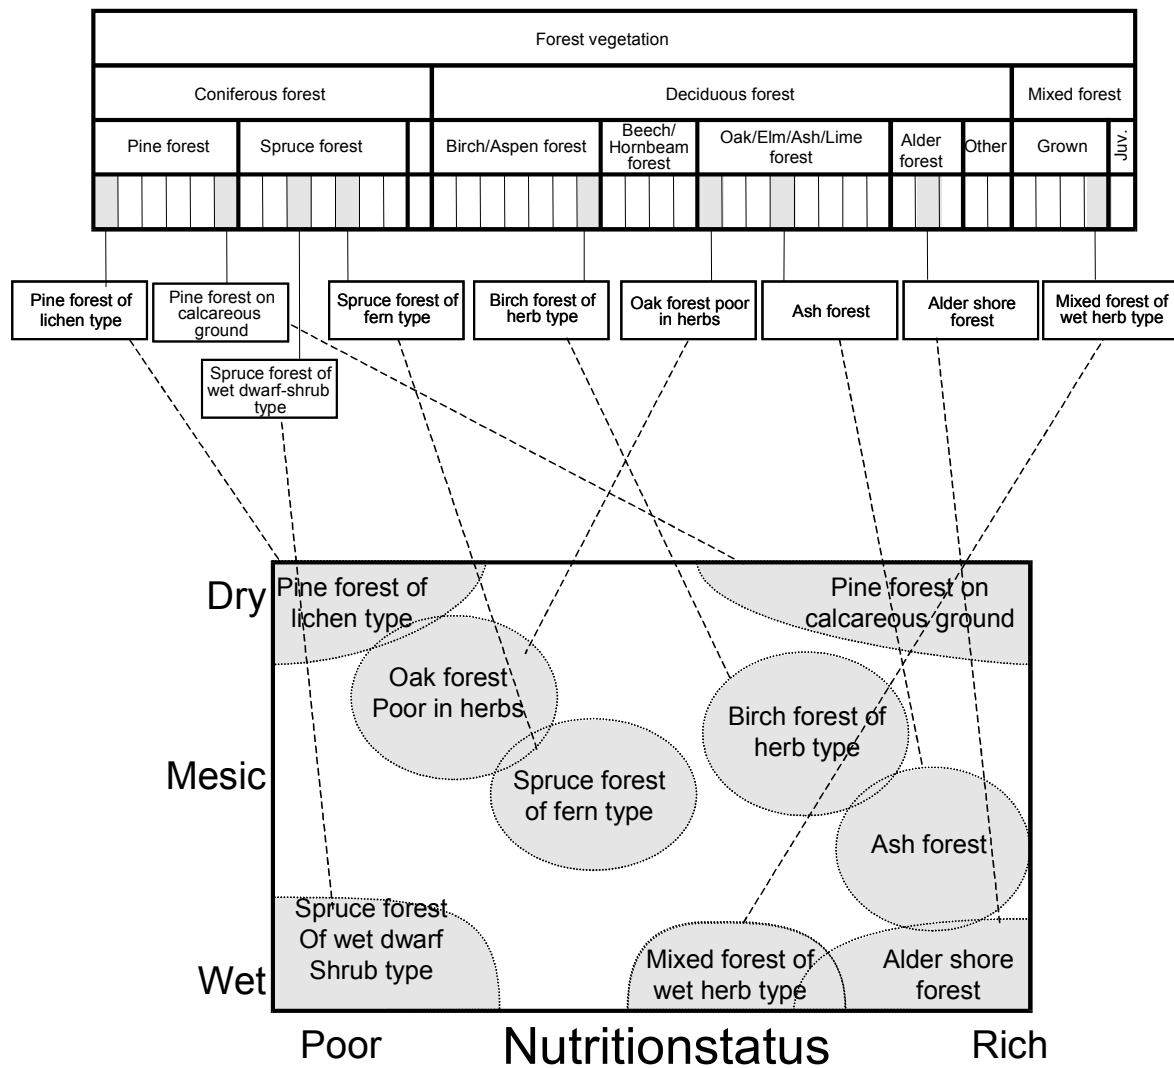 Forest vegetation
Coniferous forest
Deciduous forest
Mixed forest
Pine forest
Spruce forest
Birch/Aspen forest
Beech/
Hornbeam
forest
Oak/Elm/Ash/Lime
forest
Alder
forest
Other
Grown
Juv.
Pine forest of
lichen type
Pine forest on
calcareous
ground
Spruce forest of
wet dwarf-shrub
type
Spruce forest of
fern type
Birch forest of
herb type
Oak forest poor
in herbs
Ash forest
Alder shore
forest
Mixed forest of
wet herb type
Dry
Pine forest of
lichen type
Pine forest on
calcareous ground
Oak forest
Poor in herbs
Birch forest of
herb type
Mesic
Spruce forest
of fern type
Ash forest
Spruce forest
Of wet dwarf
Shrub type
Mixed forest of
wet herb type
Alder shore
forest
Wet
Poor
Nutritionstatus
Rich